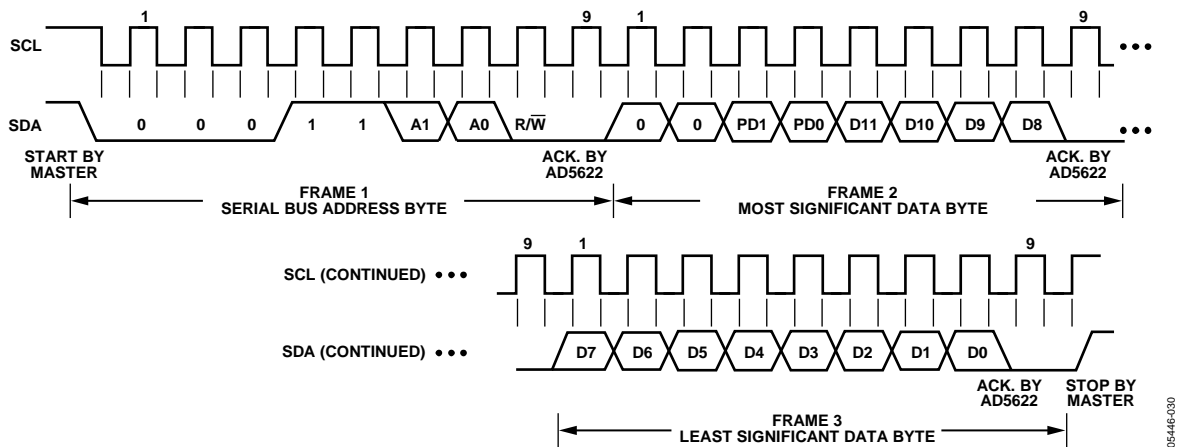 1 9 1 9
SCL
SDA 0 0 0 1 1 A1 A0 R/W̅ 0 0 PD1 PD0 D11 D10 D9 D8
START BY MASTER
ACK. BY AD5622
ACK. BY AD5622
FRAME 1
SERIAL BUS ADDRESS BYTE
FRAME 2
MOST SIGNIFICANT DATA BYTE
9 1 9
SCL (CONTINUED)
SDA (CONTINUED) D7 D6 D5 D4 D3 D2 D1 D0
ACK. BY AD5622
STOP BY MASTER
FRAME 3
LEAST SIGNIFICANT DATA BYTE
05446-030